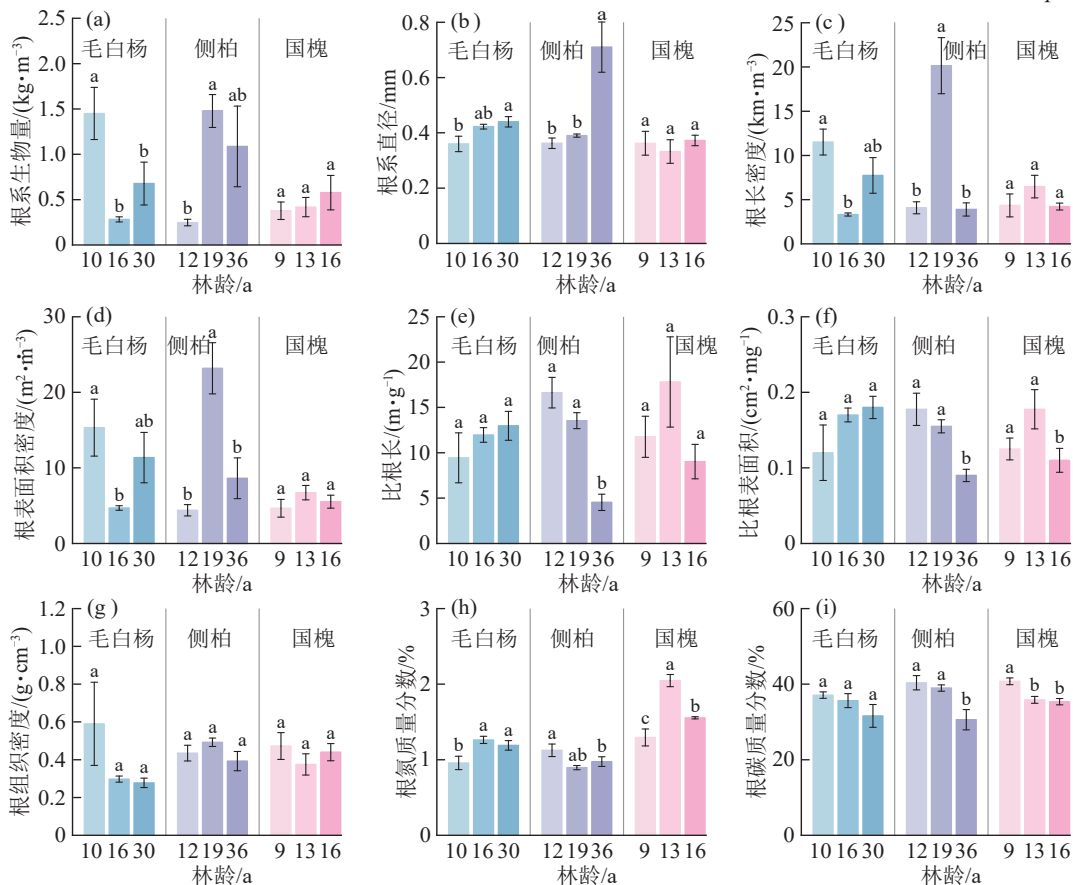 (a)
毛白杨 侧柏 国槐
根系生物量/(kg•m⁻³)
2.5
2.0
1.5
1.0
0.5
0
a b b b a ab a a a
10 16 30 12 19 36 9 13 16
林龄/a
(b)
毛白杨 侧柏 国槐
根系直径/mm
0.8
0.6
0.4
0.2
0
b ab a b b a a a a
10 16 30 12 19 36 9 13 16
林龄/a
(c)
毛白杨 侧柏 国槐
根长密度/(km•m⁻³)
25
20
15
10
5
0
a b ab b a b a a a
10 16 30 12 19 36 9 13 16
林龄/a
(d)
毛白杨 侧柏 国槐
根表面积密度/(m²•m⁻³)
30
20
10
0
a b ab b a b a a a
10 16 30 12 19 36 9 13 16
林龄/a
(e)
毛白杨 侧柏 国槐
比根长/(m•g⁻¹)
25
20
15
10
5
0
a a a a a b a a a
10 16 30 12 19 36 9 13 16
林龄/a
(f)
毛白杨 侧柏 国槐
比根表面积/(cm²•mg⁻¹)
0.3
0.2
0.1
0
a a a a a b a a b
10 16 30 12 19 36 9 13 16
林龄/a
(g )
毛白杨 侧柏 国槐
根组织密度/(g•cm⁻³)
1.2
1.0
0.8
0.6
0.4
0.2
0.0
a a a a a a a a a
10 16 30 12 19 36 9 13 16
林龄/a
(h)
毛白杨 侧柏 国槐
根氮质量分数/%
3
2
1
0
b a a a ab b c a b
10 16 30 12 19 36 9 13 16
林龄/a
(i)
毛白杨 侧柏 国槐
根碳质量分数/%
60
40
20
0
a a a a a b a b b
10 16 30 12 19 36 9 13 16
林龄/a